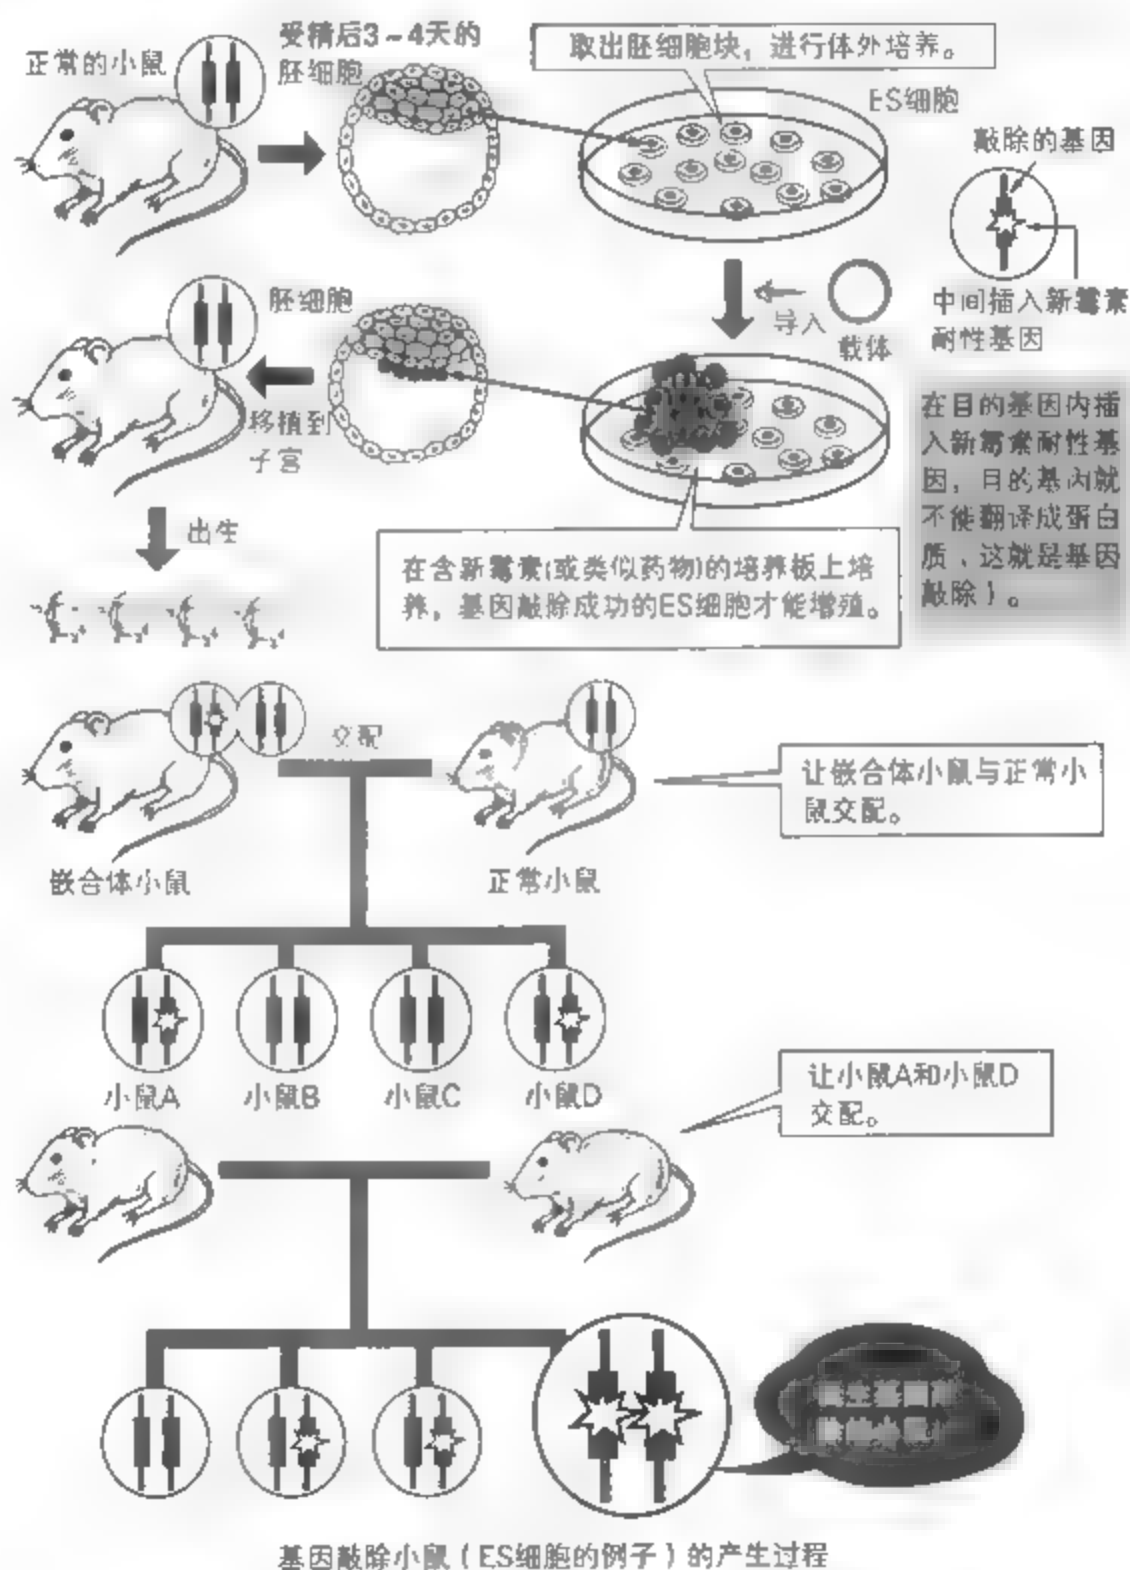 正常的小鼠
受精后3～4天的
胚细胞
取出胚细胞块，进行体外培养。
ES细胞
敲除的基因
中间插入新霉素
耐性基因
胚细胞
移植到
子宫
导入
载体
在目的基因内插
入新霉素耐性基
因，目的基内就
不能翻译成蛋白
质，这就是基因
敲除）。
出生
在含新霉素(或类似药物)的培养板上培
养，基因敲除成功的ES细胞才能增殖。
交配
嵌合体小鼠
正常小鼠
让嵌合体小鼠与正常小
鼠交配。
小鼠A
小鼠B
小鼠C
小鼠D
让小鼠A和小鼠D
交配。
基因敲除小鼠（ES细胞的例子）的产生过程